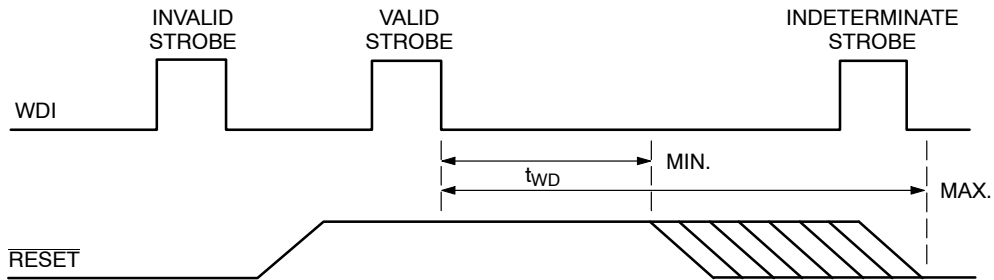 INVALID
STROBE
VALID
STROBE
INDETERMINATE
STROBE
WDI
MIN.
tWD
MAX.
RESET